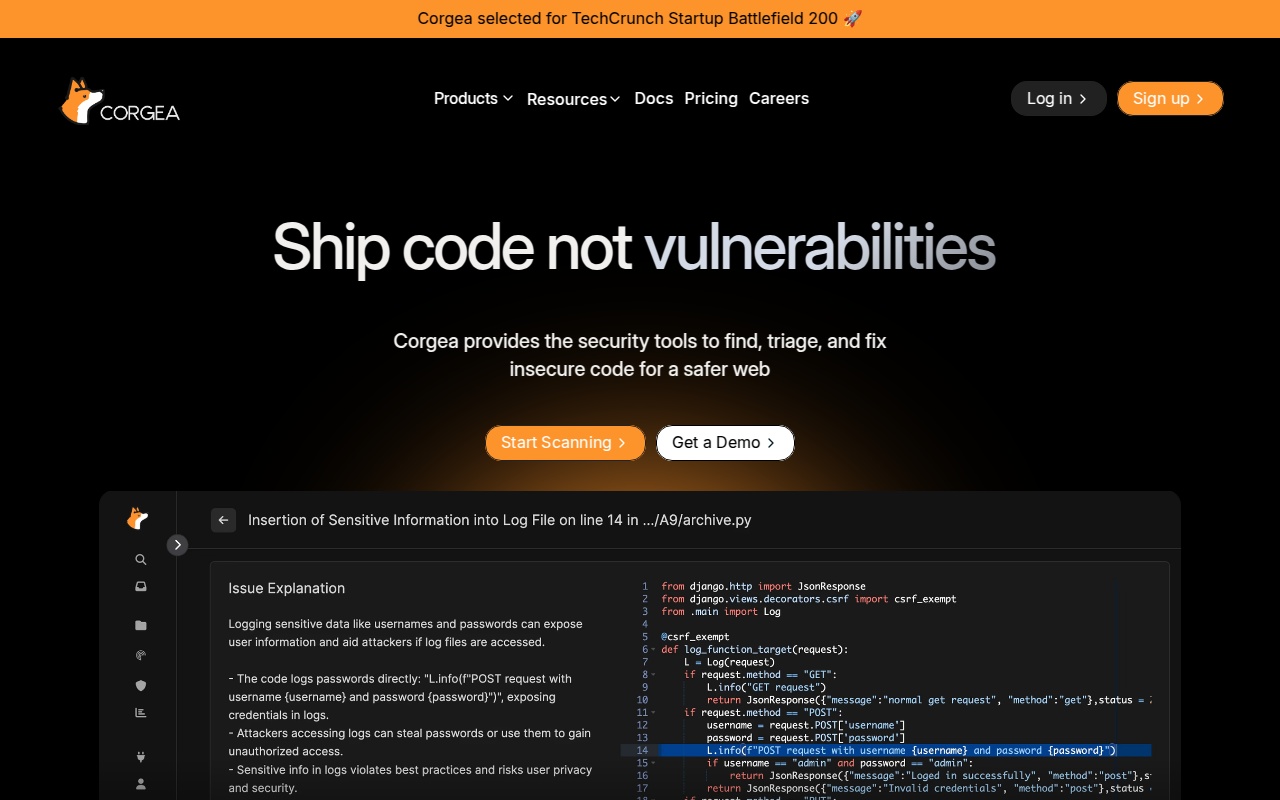 Corgea selected for TechCrunch Startup Battlefield 200 🚀
CORGEA
Products
Resources
Docs
Pricing
Careers
Log in
Sign up
Ship code not vulnerabilities
Corgea provides the security tools to find, triage, and fix
insecure code for a safer web
Start Scanning
Get a Demo
Insertion of Sensitive Information into Log File on line 14 in .../A9/archive.py
Issue Explanation
Logging sensitive data like usernames and passwords can expose
user information and aid attackers if log files are accessed.
- The code logs passwords directly: "L.info(f"POST request with
username {username} and password {password}")", exposing
credentials in logs.
- Attackers accessing logs can steal passwords or use them to gain
unauthorized access.
- Sensitive info in logs violates best practices and risks user privacy
and security.
1 from django.http import JsonResponse
2 from django.views.decorators.csrf import csrf_exempt
3 from .main import Log
4
5 @csrf_exempt
6 def log_function_target(request):
7 L = Log(request)
8 if request.method == "GET":
9 L.info("GET request")
10 return JsonResponse({"message":"normal get request", "method":"get"},status =
11 if request.method == "POST":
12 username = request.POST['username']
13 password = request.POST['password']
14 L.info(f"POST request with username {username} and password {password}")
15 if username == "admin" and password == "admin":
16 return JsonResponse({"message":"Loged in successfully", "method":"post"},s
17 return JsonResponse({"message":"Invalid credentials", "method":"post"},status